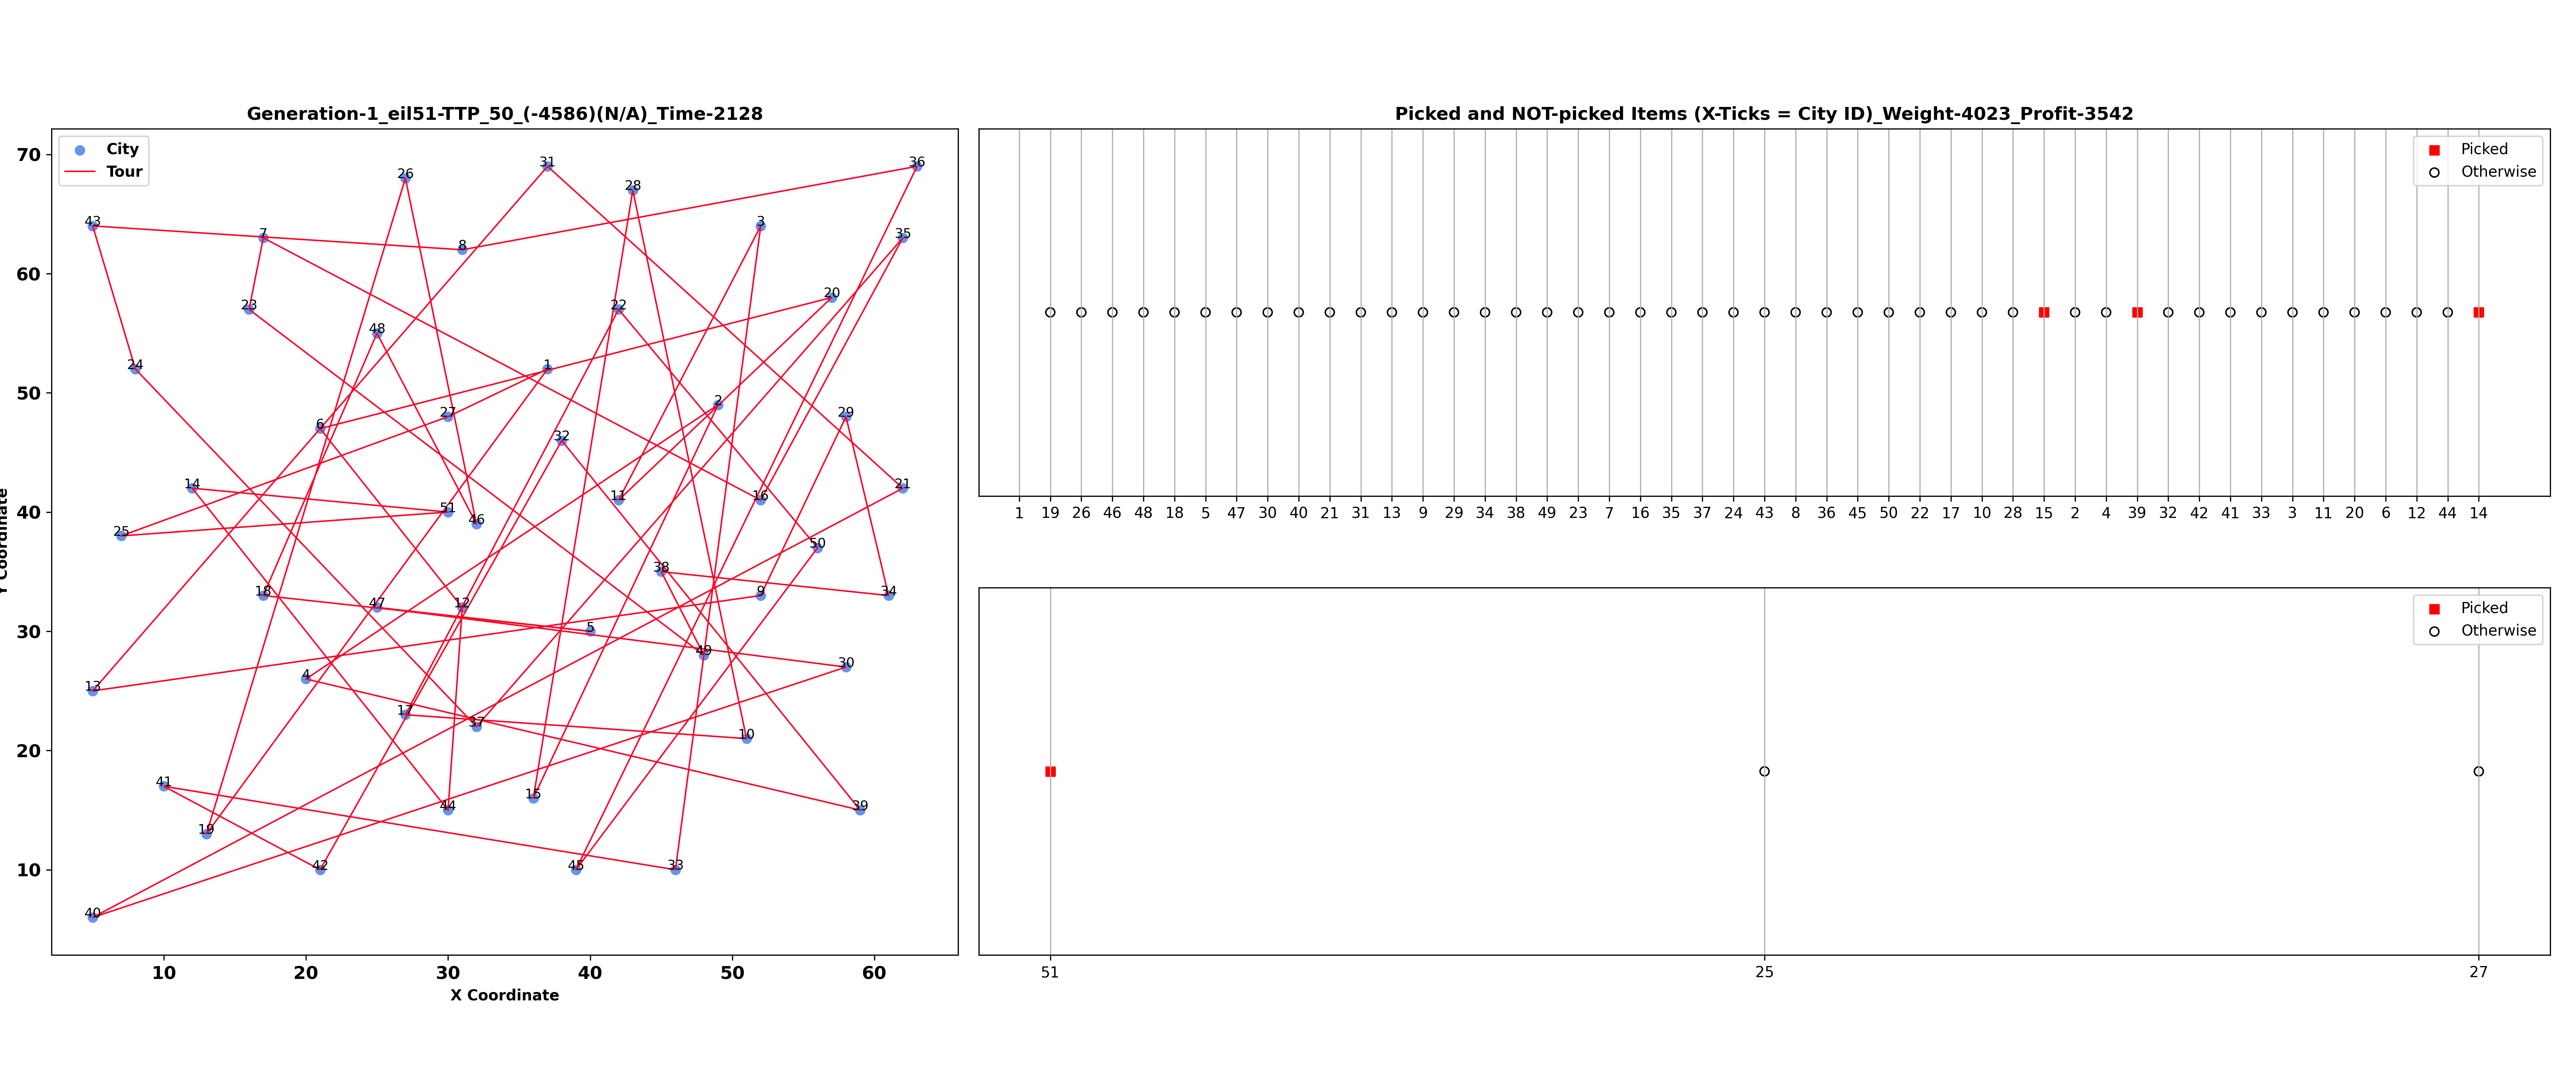 Generation-1_eil51-TTP_50_(-4586)(N/A)_Time-2128
City
Tour
70
60
50
40
30
20
10
26 31 36
28
43 3
7 35
8
20
23 22
48
24 1
2
27 29
6
32
14 21
11 16
51
46
25 50
38
18 9 34
47 12
5
49
30
13 4
17
37
10
41
15
44 39
19
42 45 33
40
10 20 30 40 50 60
X Coordinate
Y Coordinate
Picked and NOT-picked Items (X-Ticks = City ID)_Weight-4023_Profit-3542
Picked
Otherwise
1 19 26 46 48 18 5 47 30 40 21 31 13 9 29 34 38 49 23 7 16 35 37 24 43 8 36 45 50 22 17 10 28 15 2 4 39 32 42 41 33 3 11 20 6 12 44 14
Picked
Otherwise
51 25 27